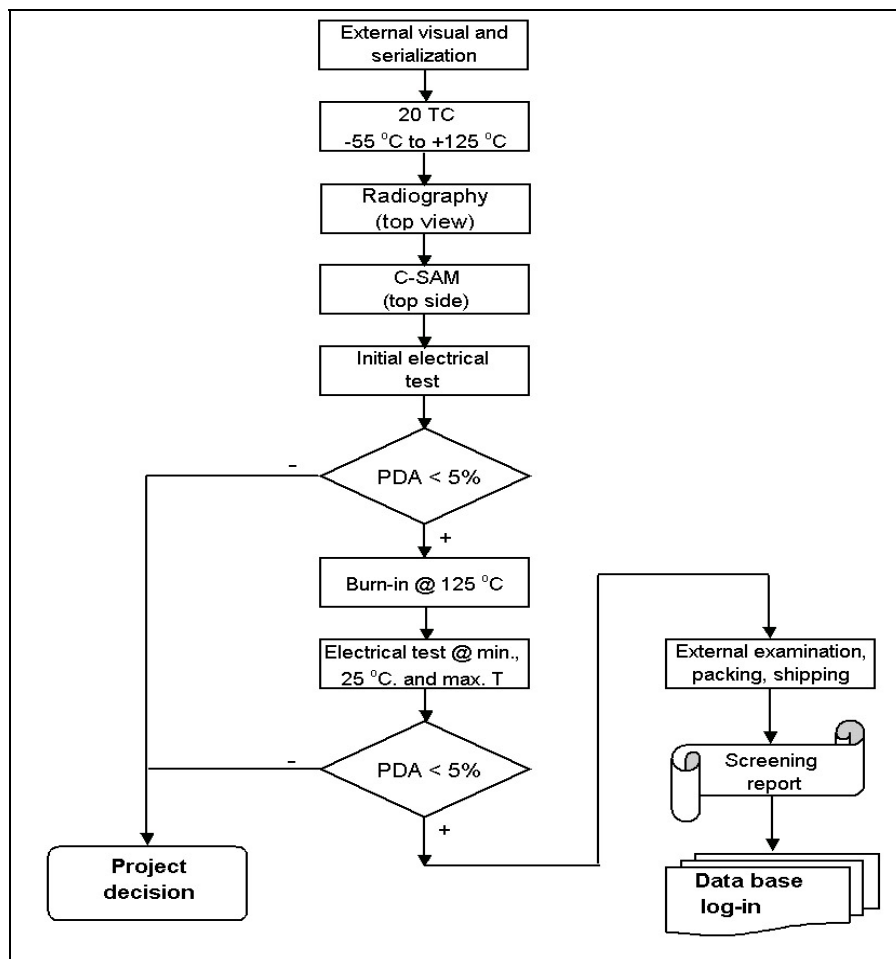 External visual and
serialization
20 TC
-55 °C to +125 °C
Radiography
(top view)
C-SAM
(top side)
Initial electrical
test
PDA < 5%
-
+
Burn-in @ 125 °C
Electrical test @ min.,
25 °C. and max. T
PDA < 5%
-
+
Project
decision
External examination,
packing, shipping
Screening
report
Data base
log-in